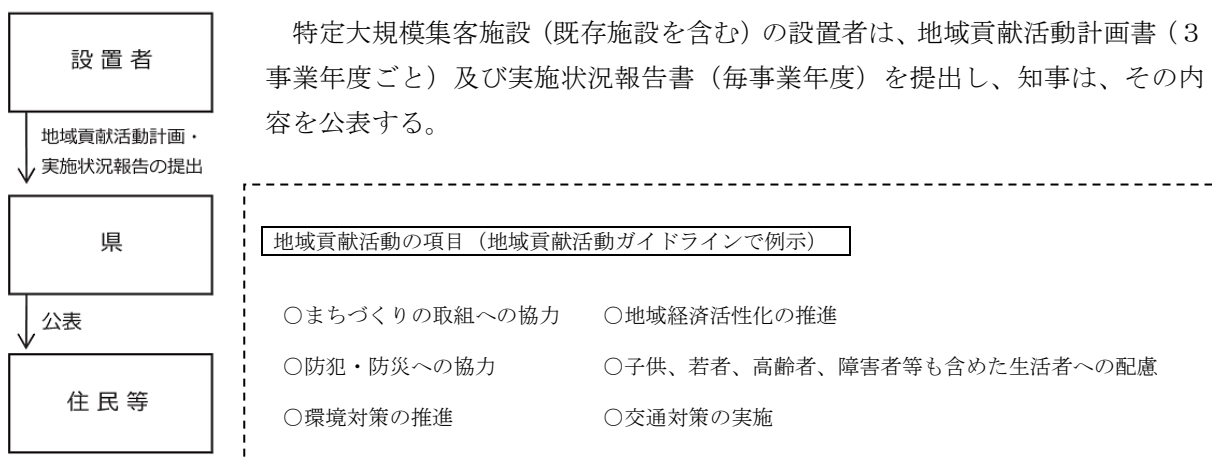 設置者
地域貢献活動計画・
実施状況報告の提出
県
公表
住民等
特定大規模集客施設（既存施設を含む）の設置者は、地域貢献活動計画書（３
事業年度ごと）及び実施状況報告書（毎事業年度）を提出し、知事は、その内
容を公表する。
地域貢献活動の項目（地域貢献活動ガイドラインで例示）
○まちづくりの取組への協力　○地域経済活性化の推進
○防犯・防災への協力　○子供、若者、高齢者、障害者等も含めた生活者への配慮
○環境対策の推進　○交通対策の実施